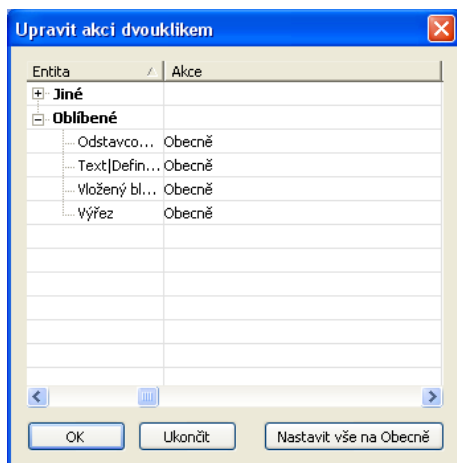 Upravit akci dvouklikem
Entita Akce
Jiné
Oblíbené
Odstavco... Obecně
Text|Defin... Obecně
Vložený bl... Obecně
Výřez Obecně
OK Ukončit Nastavit vše na Obecně